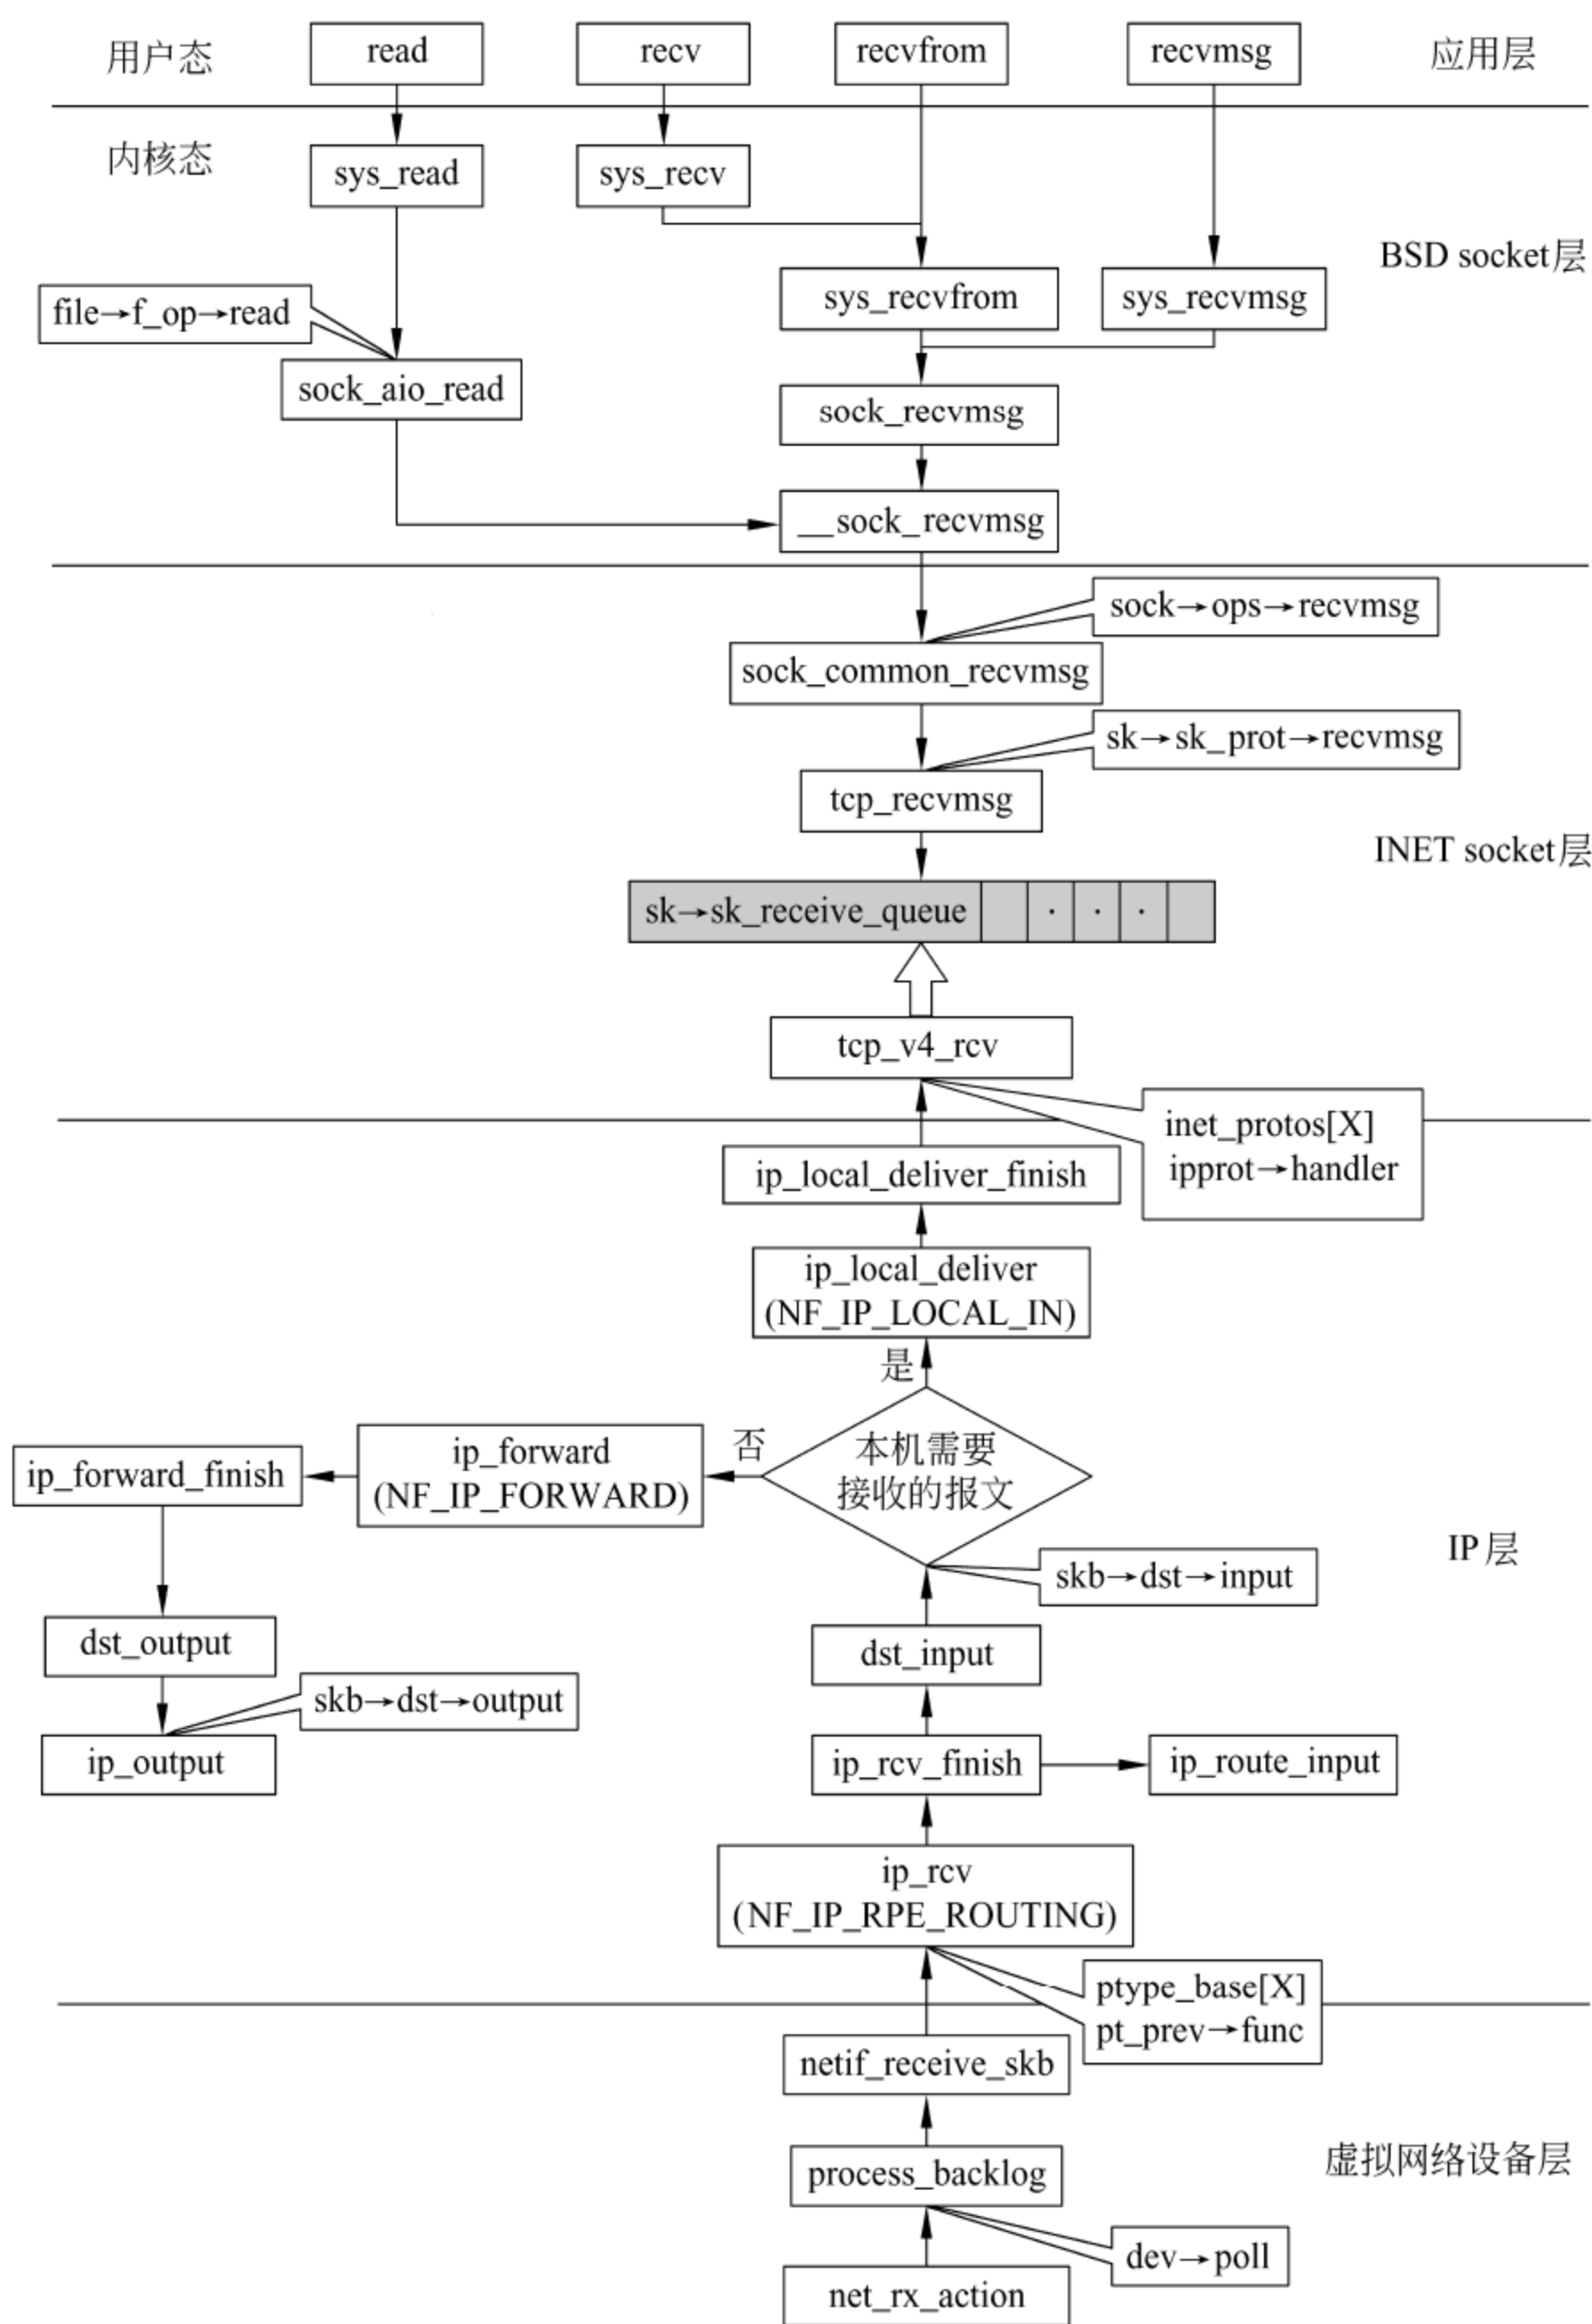 用户态
read
recv
recvfrom
recvmsg
应用层
内核态
sys_read
sys_recv
BSD socket层
sys_recvfrom
sys_recvmsg
file→f_op→read
sock_aio_read
sock_recvmsg
__sock_recvmsg
sock→ops→recvmsg
sock_common_recvmsg
sk→sk_prot→recvmsg
tcp_recvmsg
INET socket层
sk→sk_receive_queue
· · ·
tcp_v4_rcv
inet_protos[X]
ipprot→handler
ip_local_deliver_finish
ip_local_deliver
(NF_IP_LOCAL_IN)
是
本机需要
接收的报文
否
ip_forward
(NF_IP_FORWARD)
ip_forward_finish
IP层
skb→dst→input
dst_output
dst_input
skb→dst→output
ip_output
ip_rcv_finish
ip_route_input
ip_rcv
(NF_IP_RPE_ROUTING)
ptype_base[X]
pt_prev→func
netif_receive_skb
process_backlog
虚拟网络设备层
dev→poll
net_rx_action